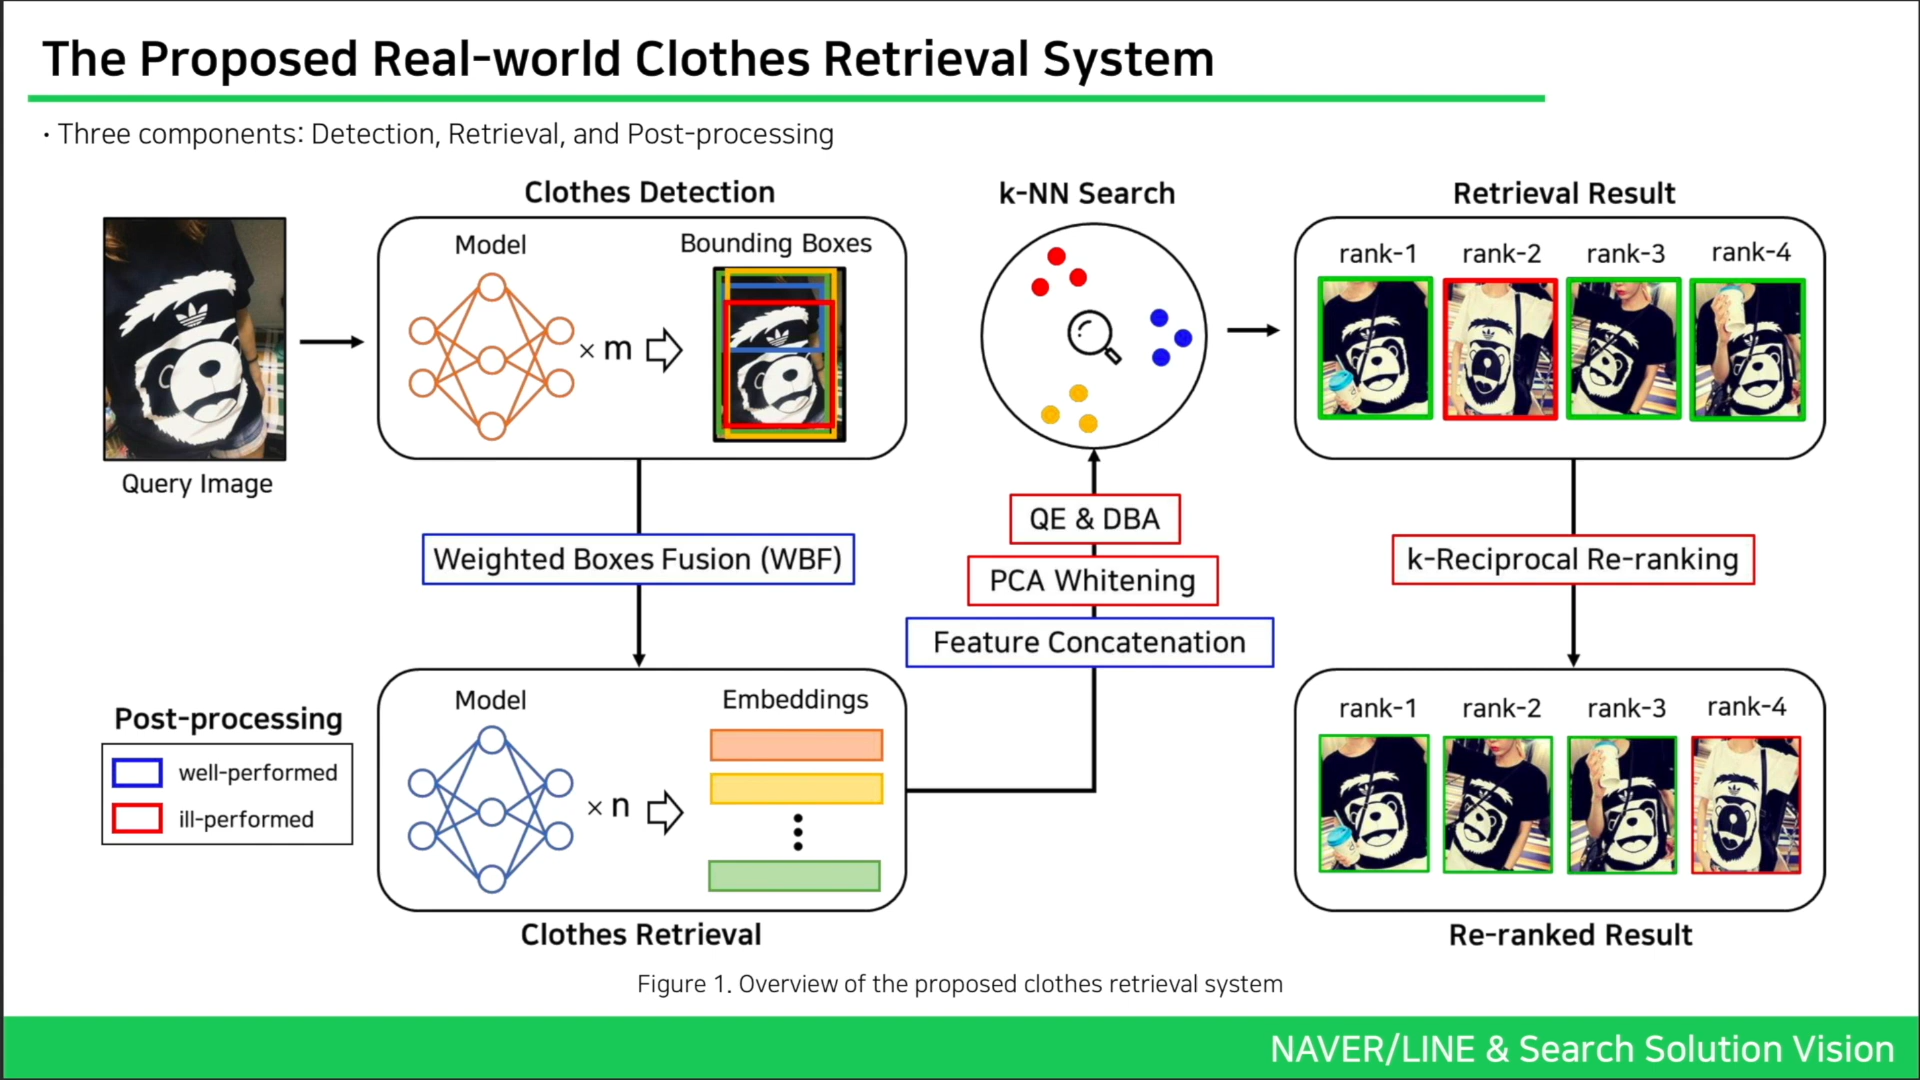 The Proposed Real-world Clothes Retrieval System
· Three components: Detection, Retrieval, and Post-processing
Clothes Detection
Model
Bounding Boxes
× m
Query Image
Weighted Boxes Fusion (WBF)
Model
Embeddings
× n
Clothes Retrieval
Post-processing
well-performed
ill-performed
k-NN Search
QE & DBA
PCA Whitening
Feature Concatenation
Retrieval Result
rank-1 rank-2 rank-3 rank-4
k-Reciprocal Re-ranking
rank-1 rank-2 rank-3 rank-4
Re-ranked Result
Figure 1. Overview of the proposed clothes retrieval system
NAVER/LINE & Search Solution Vision